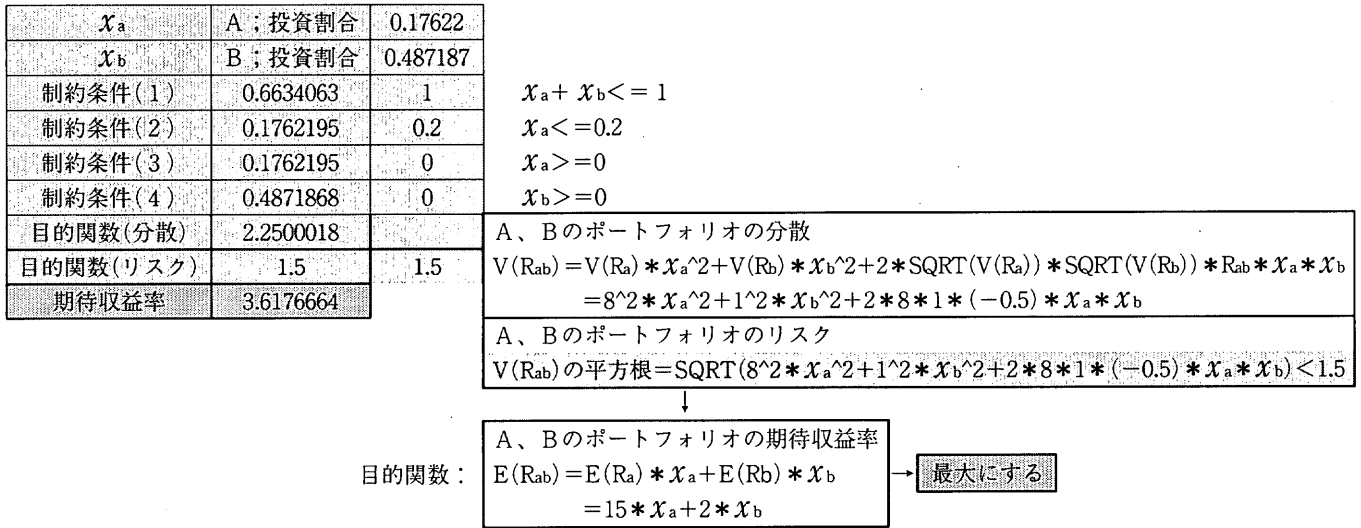 xa A；投資割合 0.17622
xb B；投資割合 0.487187
制約条件(1) 0.6634063 1 xa+xb<=1
制約条件(2) 0.1762195 0.2 xa<=0.2
制約条件(3) 0.1762195 0 xa>=0
制約条件(4) 0.4871868 0 xb>=0
目的関数(分散) 2.2500018
目的関数(リスク) 1.5 1.5
期待収益率 3.6176664
A、Bのポートフォリオの分散
V(Rab)=V(Ra)*xa^2+V(Rb)*xb^2+2*SQRT(V(Ra))*SQRT(V(Rb))*Rab*xa*xb
=8^2*xa^2+1^2*xb^2+2*8*1*(-0.5)*xa*xb
A、Bのポートフォリオのリスク
V(Rab)の平方根=SQRT(8^2*xa^2+1^2*xb^2+2*8*1*(-0.5)*xa*xb)<1.5
↓
A、Bのポートフォリオの期待収益率
目的関数： E(Rab)=E(Ra)*xa+E(Rb)*xb → 最大にする
=15*xa+2*xb